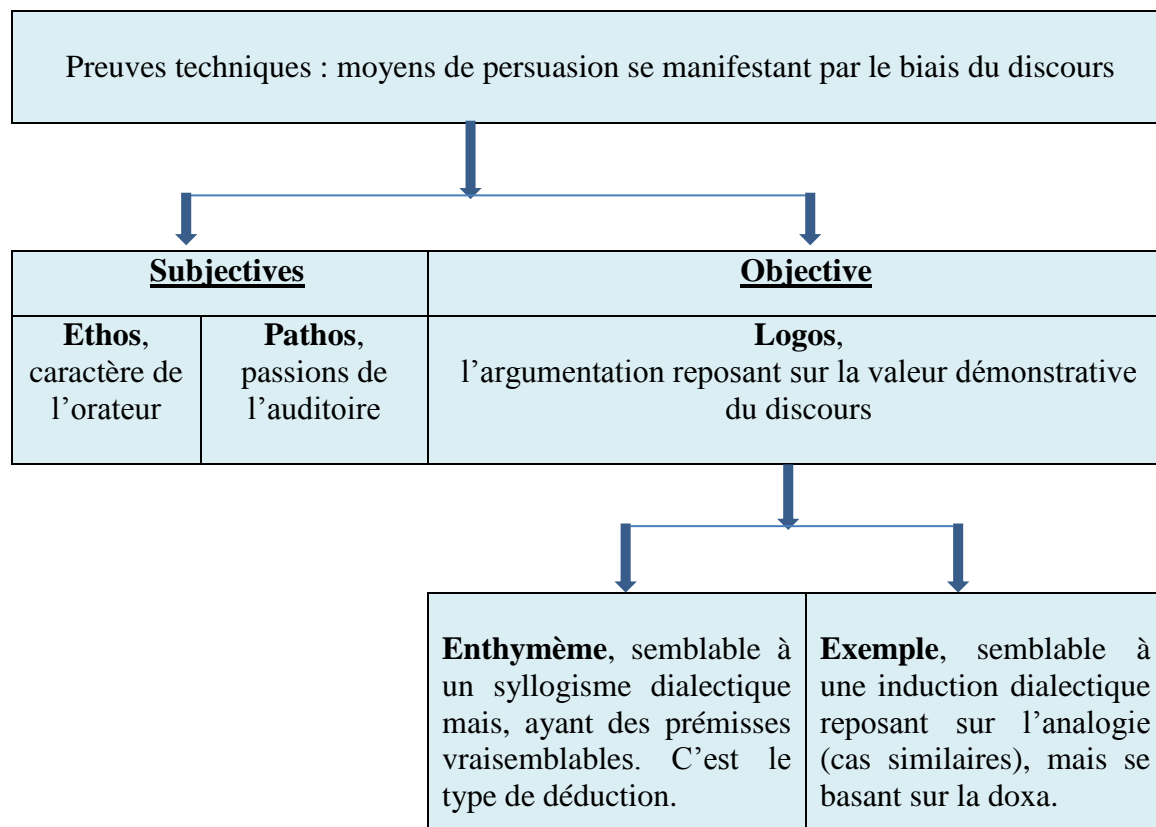 Preuves techniques : moyens de persuasion se manifestant par le biais du discours
Subjectives
Objective
Ethos,
caractère de
l’orateur
Pathos,
passions de
l’auditoire
Logos,
l’argumentation reposant sur la valeur démonstrative
du discours
Enthymème, semblable à
un syllogisme dialectique
mais, ayant des prémisses
vraisemblables. C’est le
type de déduction.
Exemple, semblable à
une induction dialectique
reposant sur l’analogie
(cas similaires), mais se
basant sur la doxa.